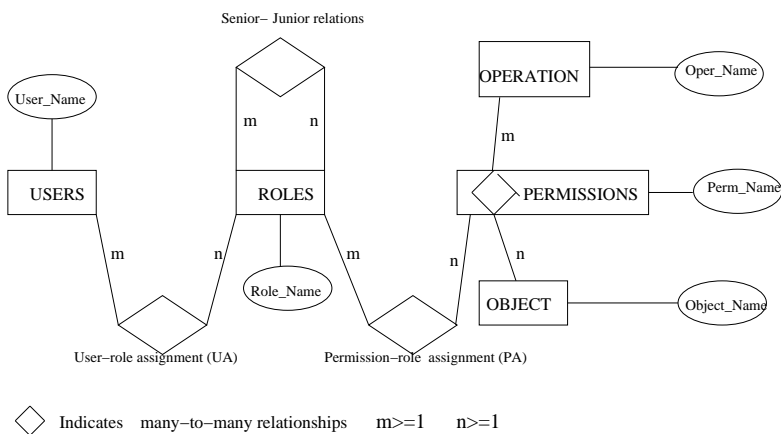 Senior− Junior relations
OPERATION
Oper_Name
User_Name
m
n
m
USERS
ROLES
PERMISSIONS
Perm_Name
m
n
m
n
n
Role_Name
OBJECT
Object_Name
User−role assignment (UA)
Permission−role assignment (PA)
Indicates many−to−many relationships m>=1 n>=1